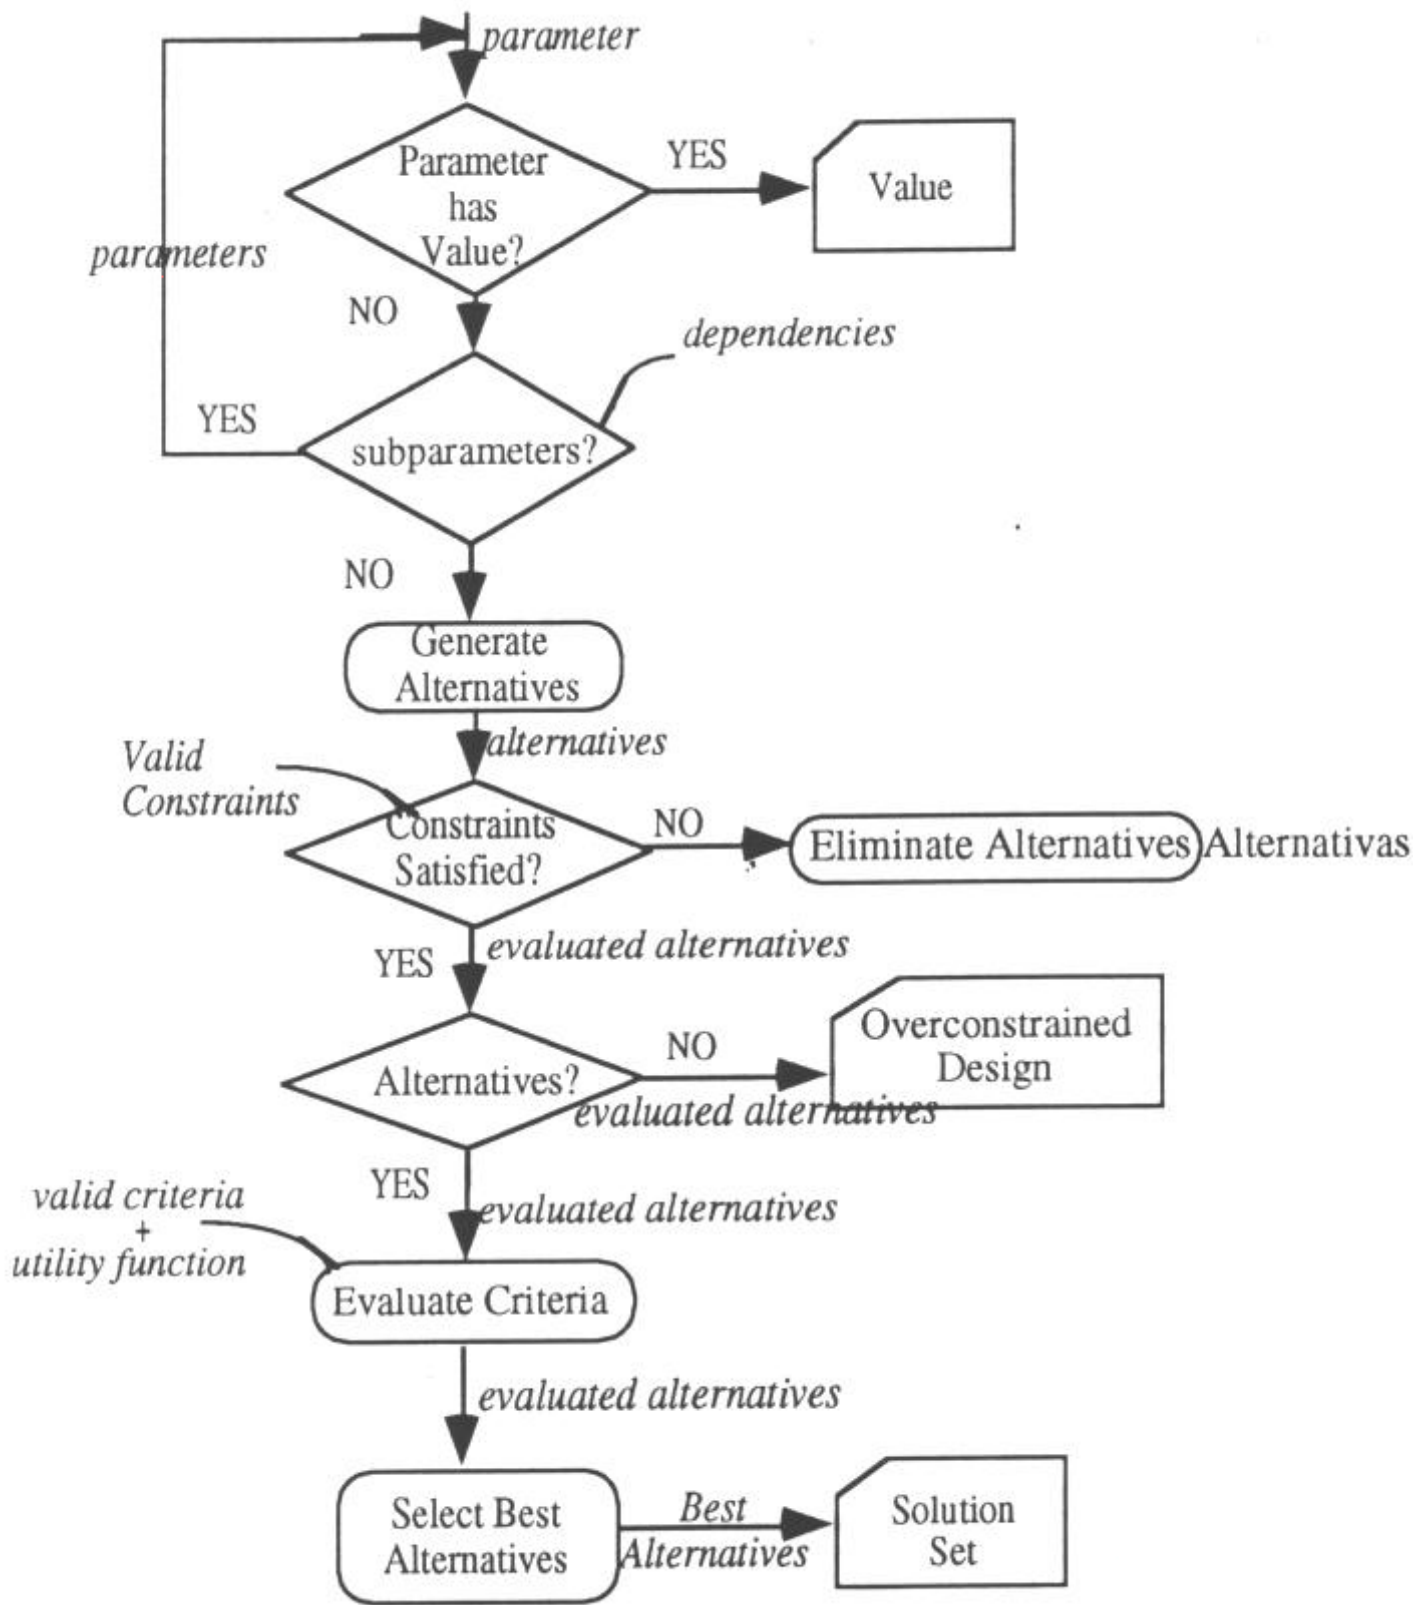 parameter
Parameter
has
Value?
YES
Value
parameters
NO
dependencies
YES
subparameters?
NO
Generate
Alternatives
alternatives
Valid
Constraints
Constraints
Satisfied?
NO
Eliminate Alternatives Alternativas
YES
evaluated alternatives
Alternatives?
NO
Overconstrained
Design
evaluated alternatives
YES
evaluated alternatives
valid criteria
+
utility function
Evaluate Criteria
evaluated alternatives
Select Best
Alternatives
Best
Alternatives
Solution
Set